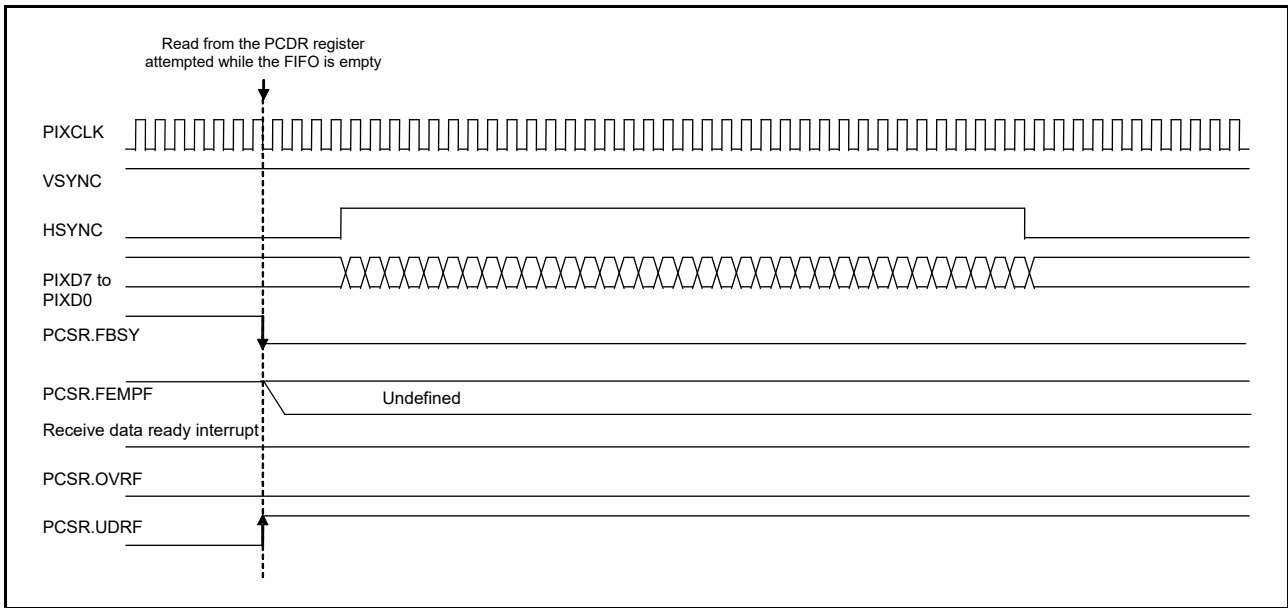 Read from the PCDR register
attempted while the FIFO is empty
PIXCLK
VSYNC
HSYNC
PIXD7 to
PIXD0
PCSR.FBSY
PCSR.FEMPF
Undefined
Receive data ready interrupt
PCSR.OVRF
PCSR.UDRF